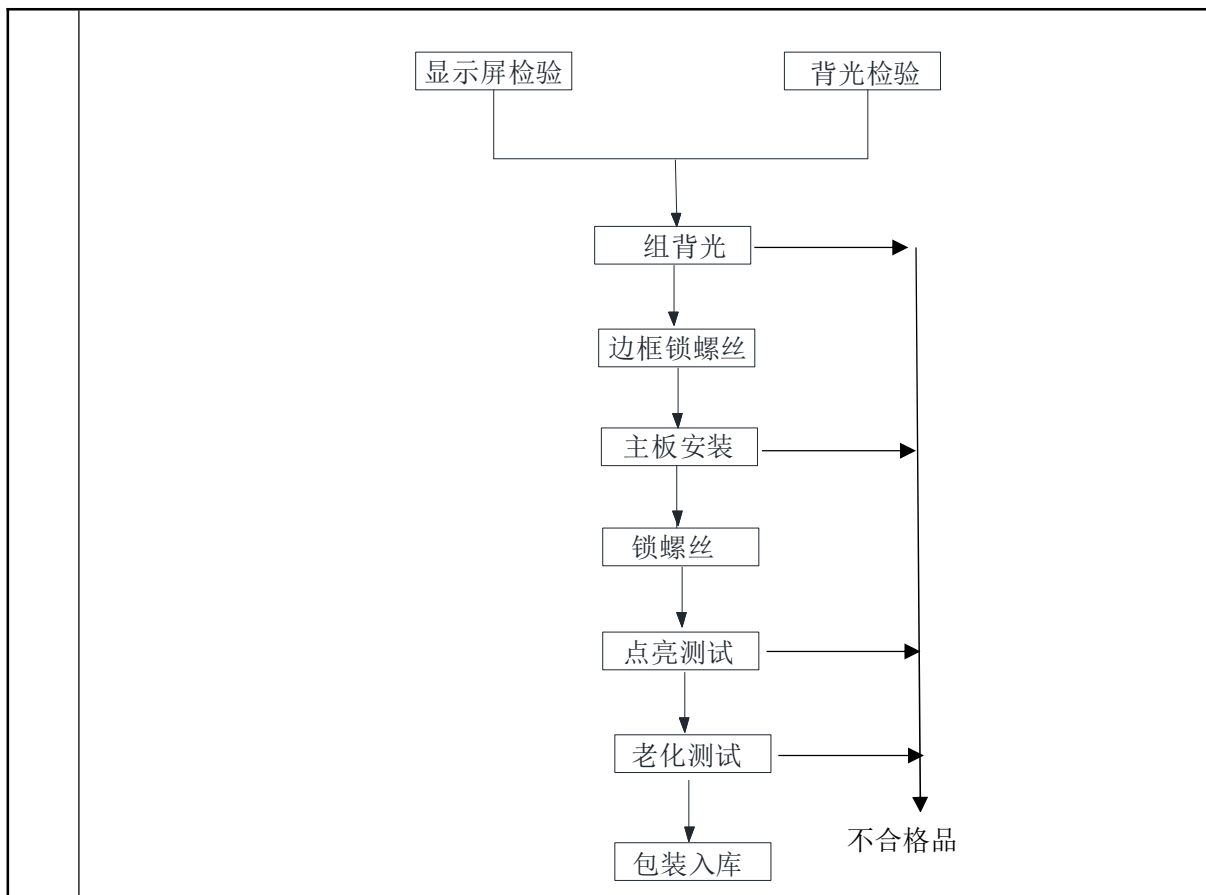 显示屏检验
背光检验
组背光
边框锁螺丝
主板安装
锁螺丝
点亮测试
老化测试
不合格品
包装入库